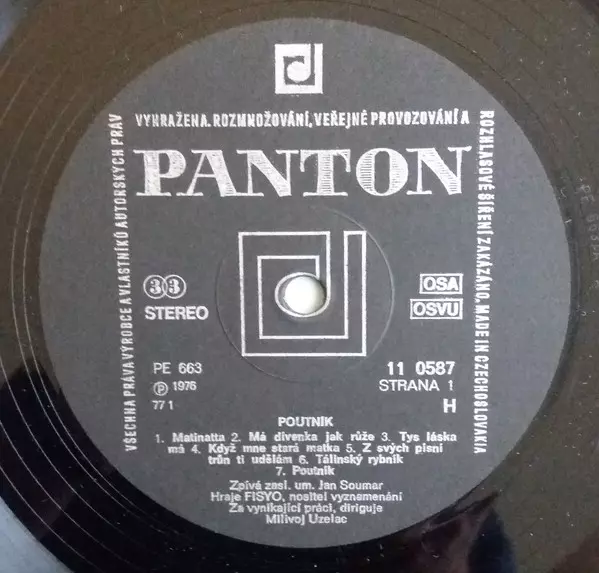 VŠECHNA PRÁVA VÝROBCE A VLASTNÍKŮ AUTORSKÝCH PRÁV
VYHRAŽENA. ROZMNOŽOVÁNÍ, VEŘEJNÉ PROVOZOVÁNÍ A
ROZHLASOVÉ ŠÍŘENÍ ZAKÁZÁNO. MADE IN CZECHOSLOVAKIA
PANTON
33
STEREO
OSA
OSVU
PE 663
Ⓟ 1976
77 1
11 0587
STRANA 1
H
POUTNÍK
1. Matinatta 2. Má divenka jak růže 3. Tys láska
má 4. Když mne stará matka 5. Z svých písní
trůn ti udělám 6. Tálinský rybník
7. Poutník
Zpívá zasl. um. Jan Soumar
Hraje FISYO, nositel vyznamenání
Za vynikající práci, diriguje
Milivoj Uzelac